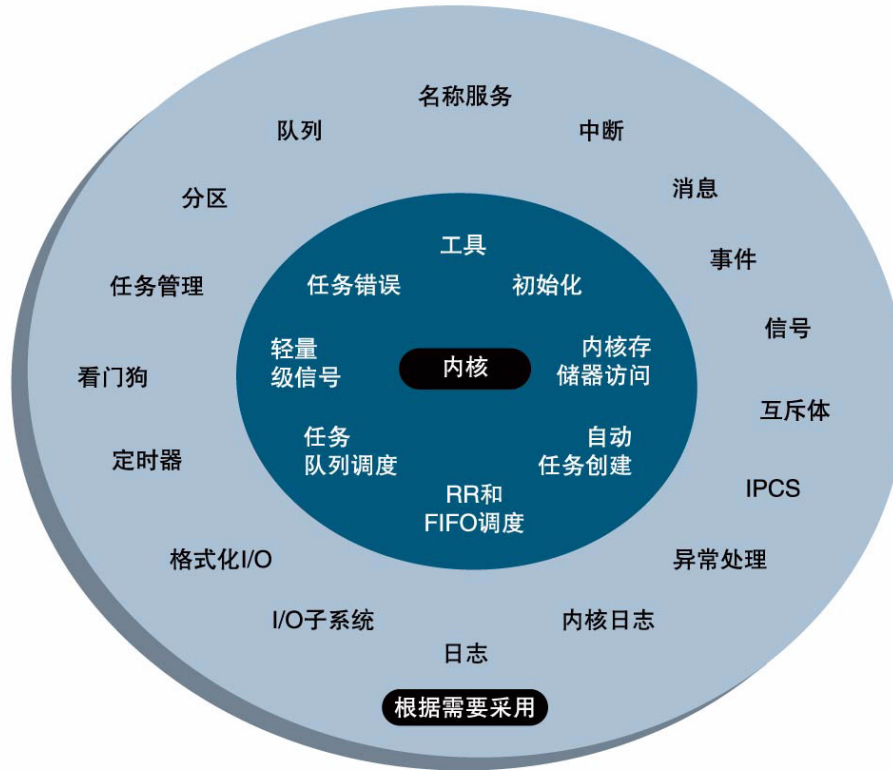 名称服务
队列
中断
分区
消息
任务管理
事件
看门狗
信号
定时器
互斥体
IPCS
格式化I/O
异常处理
I/O子系统
内核日志
日志
根据需要采用
工具
任务错误
初始化
轻量
级信号
内核
内核存
储器访问
任务
队列调度
自动
任务创建
RR和
FIFO调度